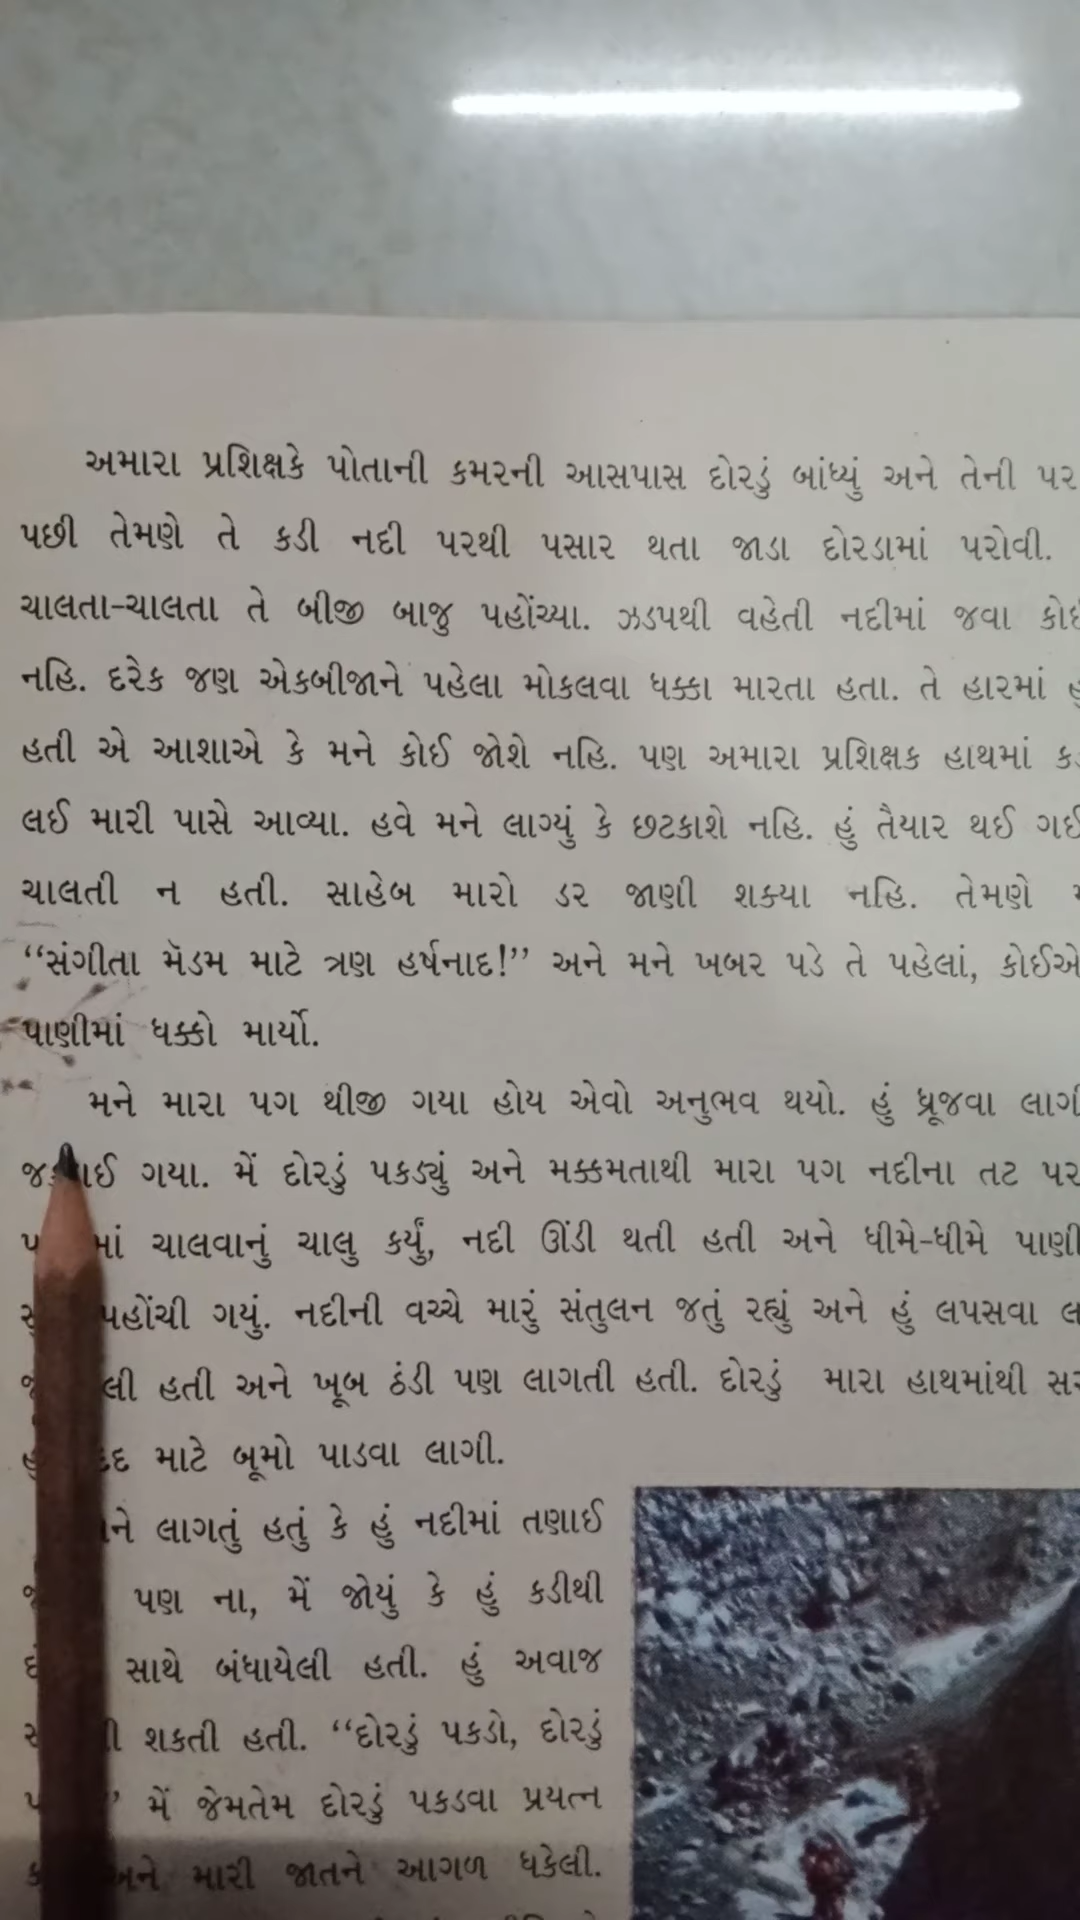 અમારા પ્રશિક્ષકે પોતાની કમરની આસપાસ દોરડું બાંધ્યું અને તેની પર
પછી તેમણે તે કડી નદી પરથી પસાર થતા જાડા દોરડામાં પરોવી.
ચાલતા-ચાલતા તે બીજી બાજુ પહોંચ્યા. ઝડપથી વહેતી નદીમાં જવા
નહિ. દરેક જણ એકબીજાને પહેલા મોકલવા ધક્કા મારતા હતા. તે હારમાં
હતી એ આશાએ કે મને કોઈ જોશે નહિ. પણ અમારા પ્રશિક્ષક હાથમાં
લઈ મારી પાસે આવ્યા. હવે મને લાગ્યું કે છટકાશે નહિ. હું તૈયાર થઈ ગઈ
ચાલતી ન હતી. સાહેબ મારો ડર જાણી શક્યા નહિ. તેમણે
“સંગીતા મૅડમ માટે ત્રણ હર્ષનાદ!” અને મને ખબર પડે તે પહેલાં, કોઈએ
પાણીમાં ધક્કો માર્યો.
મને મારા પગ થીજી ગયા હોય એવો અનુભવ થયો. હું ધ્રૂજવા
ગયા. મેં દોરડું પકડ્યું અને મક્કમતાથી મારા પગ નદીના તટ પર
ચાલવાનું ચાલુ કર્યું, નદી ઊંડી થતી હતી અને ધીમે-ધીમે પાણી
પહોંચી ગયું. નદીની વચ્ચે મારું સંતુલન જતું રહ્યું અને હું લપસવા
હતી અને ખૂબ ઠંડી પણ લાગતી હતી. દોરડું મારા હાથમાંથી
માટે બૂમો પાડવા લાગી.
લાગતું હતું કે હું નદીમાં તણાઈ
પણ ના, મેં જોયું કે હું કડીથી
સાથે બંધાયેલી હતી. હું અવાજ
શકતી હતી. “દોરડું પકડો, દોરડું
મેં જેમતેમ દોરડું પકડવા પ્રયત્ન
અને મારી જાતને આગળ ધકેલી.